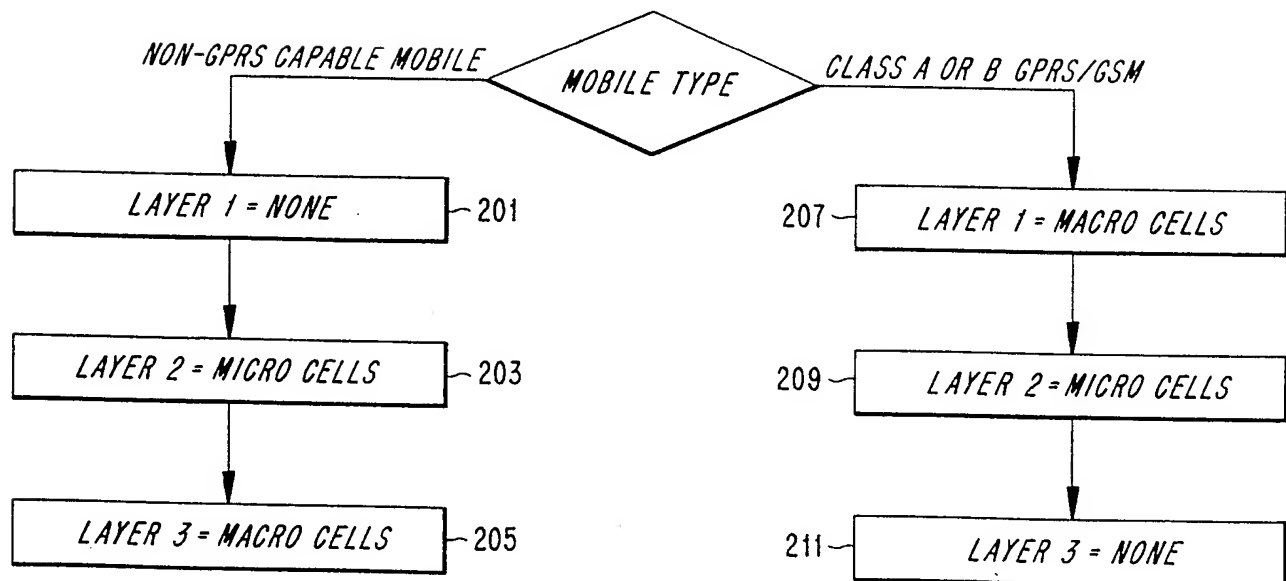 NON-GPRS CAPABLE MOBILE
MOBILE TYPE
CLASS A OR B GPRS/GSM
LAYER 1 = NONE
201
207
LAYER 1 = MACRO CELLS
LAYER 2 = MICRO CELLS
203
209
LAYER 2 = MICRO CELLS
LAYER 3 = MACRO CELLS
205
211
LAYER 3 = NONE